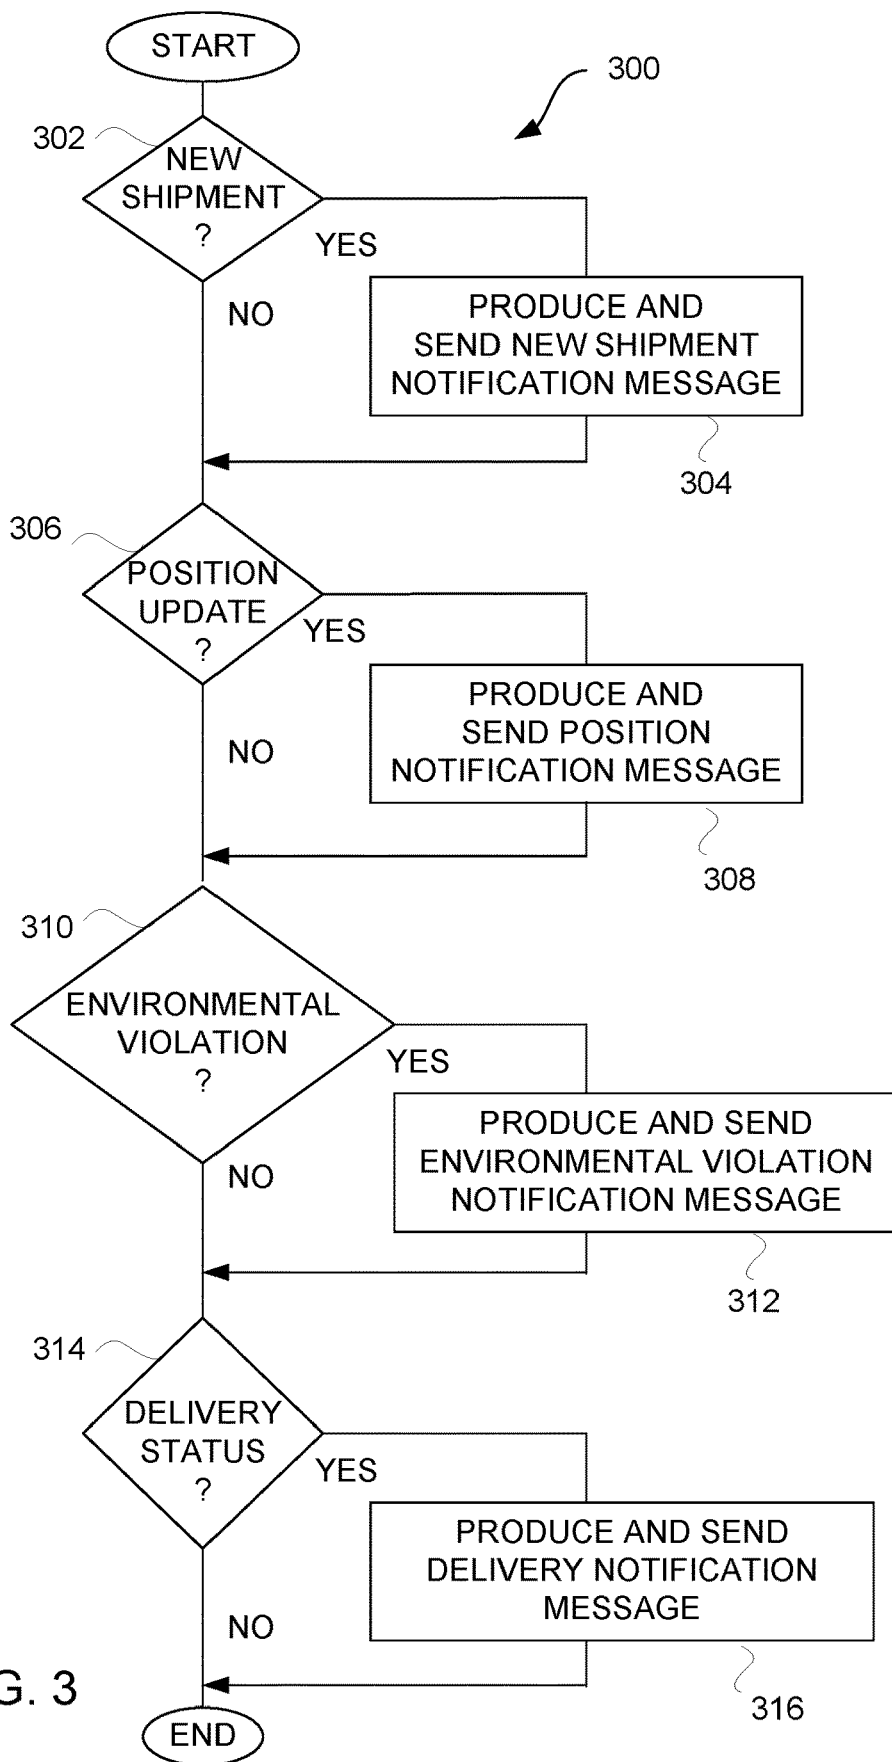 START
300
302
NEW
SHIPMENT
?
YES
NO
PRODUCE AND
SEND NEW SHIPMENT
NOTIFICATION MESSAGE
304
306
POSITION
UPDATE
?
YES
NO
PRODUCE AND
SEND POSITION
NOTIFICATION MESSAGE
308
310
ENVIRONMENTAL
VIOLATION
?
YES
NO
PRODUCE AND SEND
ENVIRONMENTAL VIOLATION
NOTIFICATION MESSAGE
312
314
DELIVERY
STATUS
?
YES
NO
PRODUCE AND SEND
DELIVERY NOTIFICATION
MESSAGE
316
G. 3
END